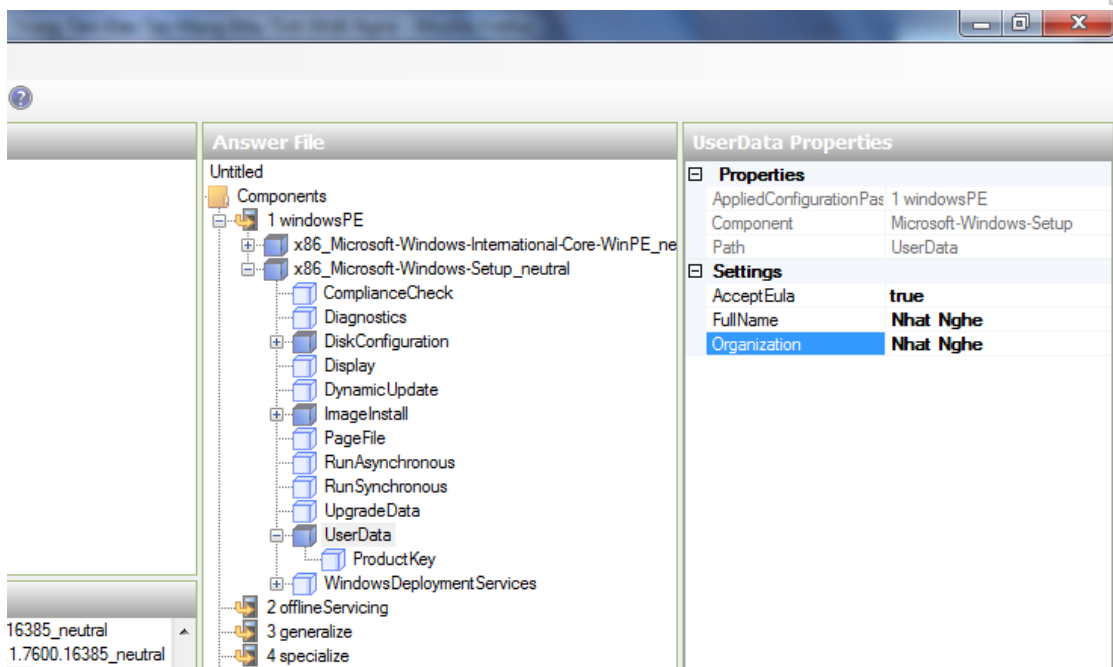 Answer File
Untitled
Components
1 windowsPE
x86_Microsoft-Windows-International-Core-WinPE_ne
x86_Microsoft-Windows-Setup_neutral
ComplianceCheck
Diagnostics
DiskConfiguration
Display
DynamicUpdate
ImageInstall
PageFile
RunAsynchronous
RunSynchronous
UpgradeData
UserData
ProductKey
WindowsDeploymentServices
2 offlineServicing
3 generalize
4 specialize
UserData Properties
Properties
AppliedConfigurationPas 1 windowsPE
Component Microsoft-Windows-Setup
Path UserData
Settings
AcceptEula true
FullName Nhat Nghe
Organization Nhat Nghe
16385_neutral
1.7600.16385_neutral